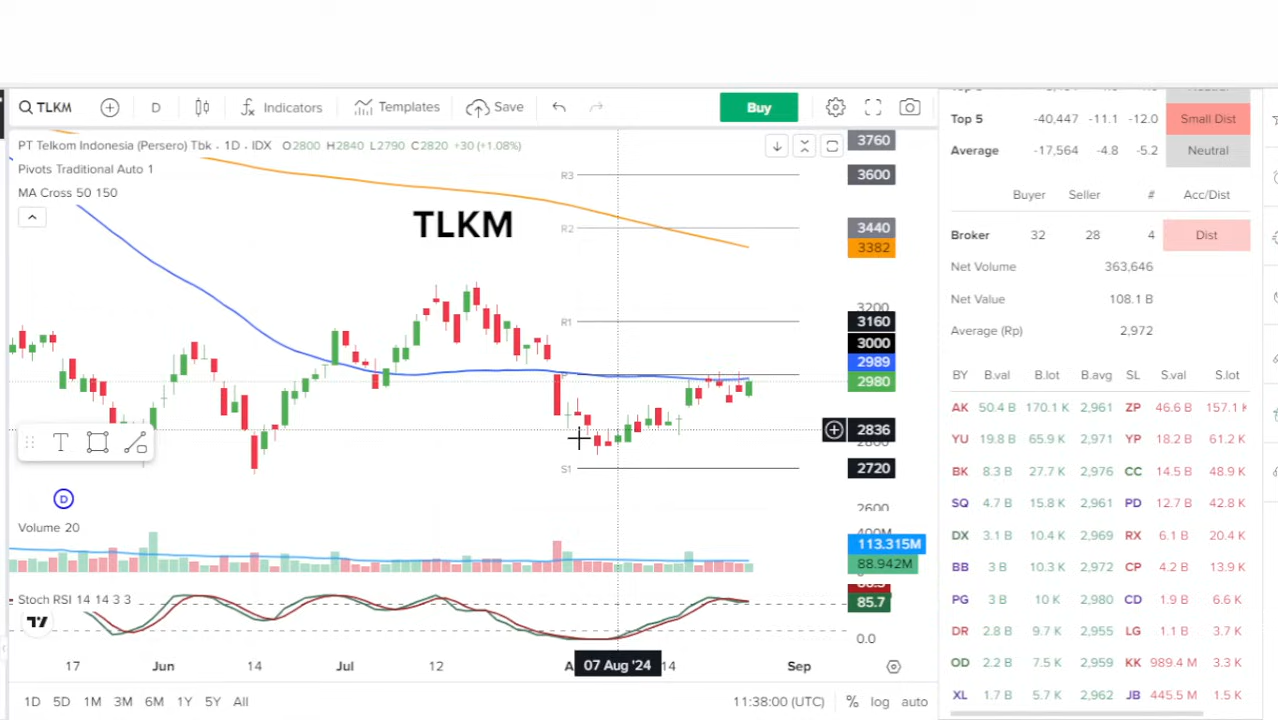 TLKM
D
Indicators
Templates
Save
Buy
PT Telkom Indonesia (Persero) Tbk · 1D · IDX O2800 H2840 L2790 C2820 +30 (+1.08%)
Pivots Traditional Auto 1
MA Cross 50 150
TLKM
R3
R2
R1
P
S1
3760
3600
3440
3382
3200
3160
3000
2989
2980
2836
2720
2600
D
Volume 20
113.315M
88.942M
Stoch RSI 14 14 3 3
85.7
0.0
17 Jun 14 Jul 12 07 Aug '24 14 Sep
1D 5D 1M 3M 6M 1Y 5Y All
11:38:00 (UTC) % log auto
Top 5 -40,447 -11.1 -12.0 Small Dist
Average -17,564 -4.8 -5.2 Neutral
Buyer Seller # Acc/Dist
Broker 32 28 4 Dist
Net Volume 363,646
Net Value 108.1 B
Average (Rp) 2,972
BY B.val B.lot B.avg SL S.val S.lot
AK 50.4 B 170.1 K 2,961 ZP 46.6 B 157.1 K
YU 19.8 B 65.9 K 2,971 YP 18.2 B 61.2 K
BK 8.3 B 27.7 K 2,976 CC 14.5 B 48.9 K
SQ 4.7 B 15.8 K 2,963 PD 12.7 B 42.8 K
DX 3.1 B 10.4 K 2,969 RX 6.1 B 20.4 K
BB 3 B 10.3 K 2,972 CP 4.2 B 13.9 K
PG 3 B 10 K 2,980 CD 1.9 B 6.6 K
DR 2.8 B 9.7 K 2,955 LG 1.1 B 3.7 K
OD 2.2 B 7.5 K 2,959 KK 989.4 M 3.3 K
XL 1.7 B 5.7 K 2,962 JB 445.5 M 1.5 K